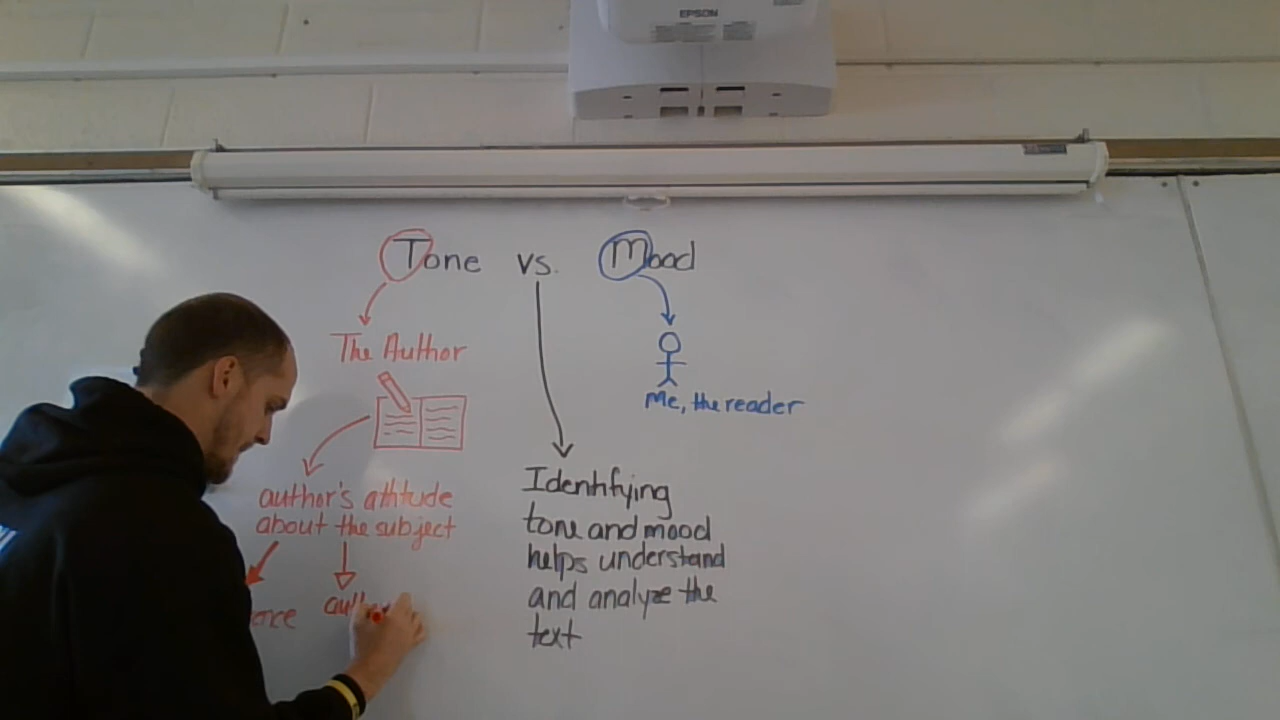 EPSON
Tone vs. Mood
The Author
Me, the reader
author's attitude
about the subject
Identifying
tone and mood
helps understand
and analyze the
text